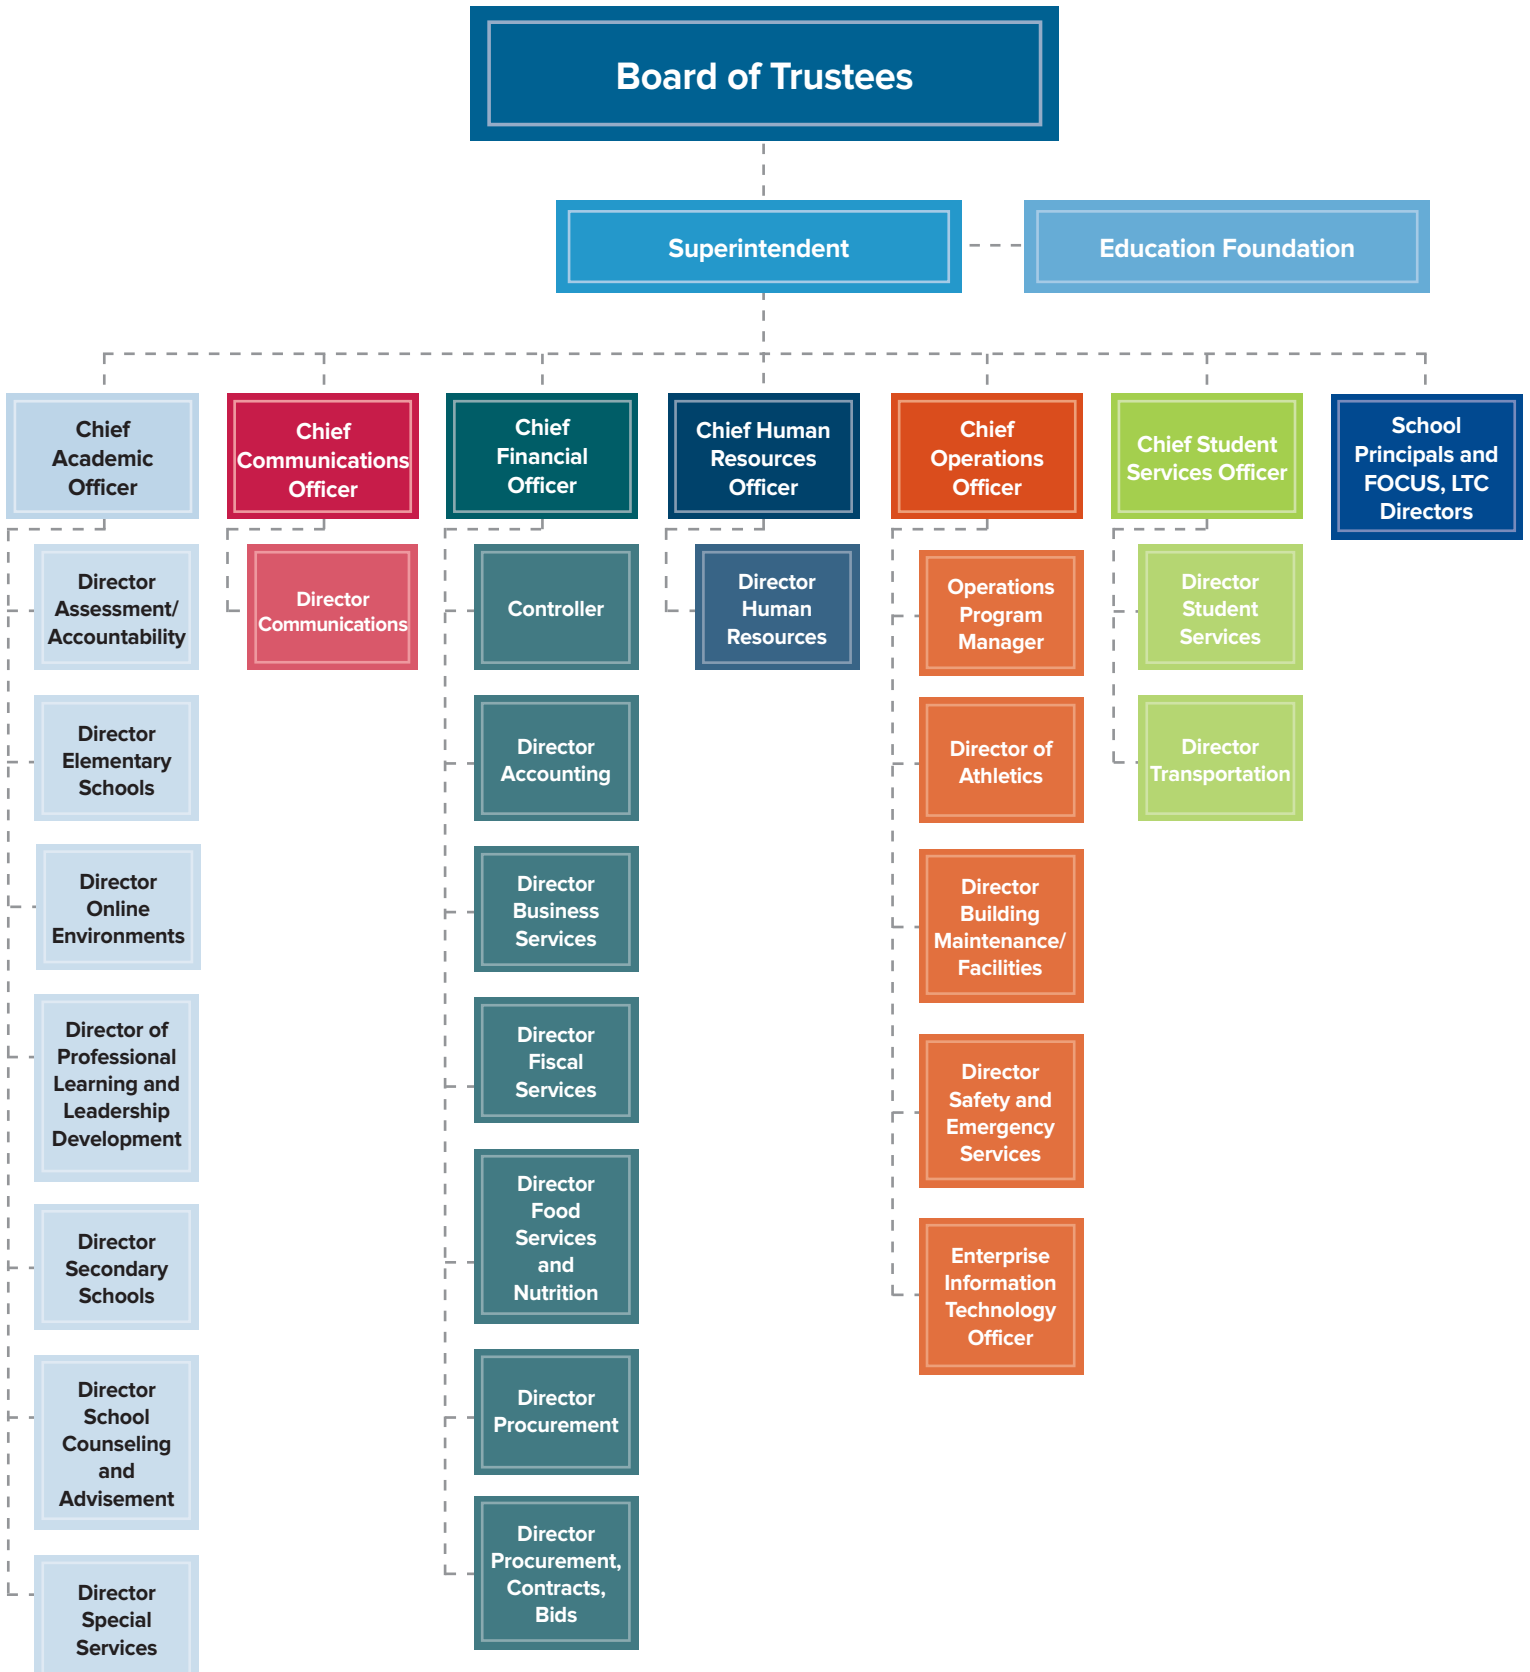 Board of Trustees
Superintendent
Education Foundation
Chief
Academic
Officer
Chief
Communications
Officer
Chief
Financial
Officer
Chief Human
Resources
Officer
Chief
Operations
Officer
Chief Student
Services Officer
School
Principals and
FOCUS, LTC
Directors
Director
Assessment/
Accountability
Director
Elementary
Schools
Director
Online
Environments
Director of
Professional
Learning and
Leadership
Development
Director
Secondary
Schools
Director
School
Counseling
and
Advisement
Director
Special
Services
Director
Communications
Controller
Director
Accounting
Director
Business
Services
Director
Fiscal
Services
Director
Food
Services
and
Nutrition
Director
Procurement
Director
Procurement,
Contracts,
Bids
Director
Human
Resources
Operations
Program
Manager
Director of
Athletics
Director
Building
Maintenance/
Facilities
Director
Safety and
Emergency
Services
Enterprise
Information
Technology
Officer
Director
Student
Services
Director
Transportation